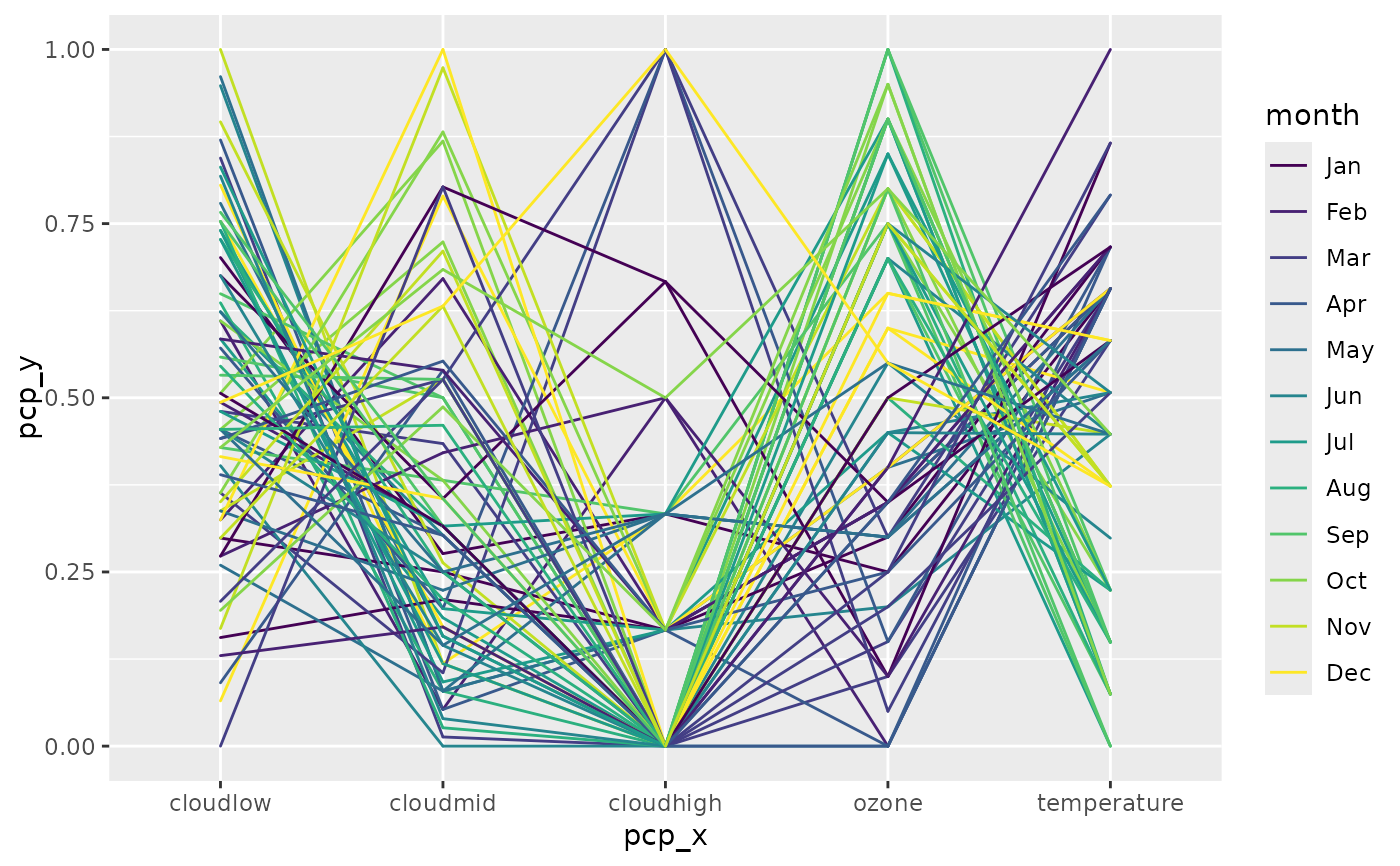 1.00
0.75
0.50
0.25
0.00
pcp_y
cloudlow
cloudmid
cloudhigh
ozone
temperature
pcp_x
month
Jan
Feb
Mar
Apr
May
Jun
Jul
Aug
Sep
Oct
Nov
Dec